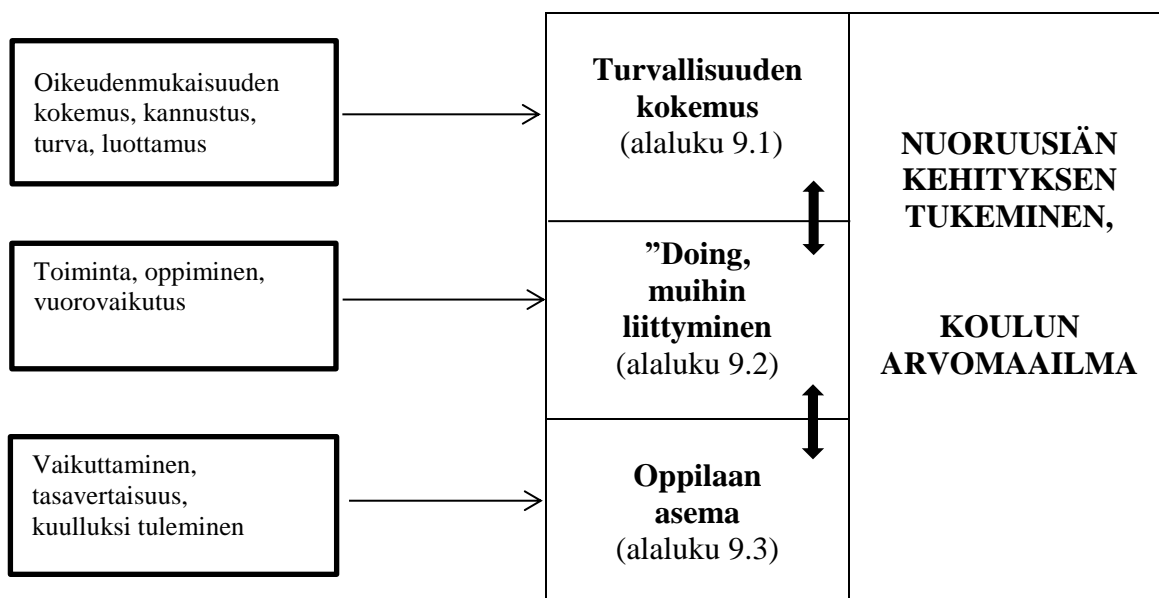 Oikeudenmukaisuuden
kokemus, kannustus,
turva, luottamus
Turvallisuuden
kokemus
(alaluku 9.1)
Toiminta, oppiminen,
vuorovaikutus
”Doing,
muihin
liittyminen
(alaluku 9.2)
Vaikuttaminen,
tasavertaisuus,
kuulluksi tuleminen
Oppilaan
asema
(alaluku 9.3)
NUORUUSIÄN
KEHITYKSEN
TUKEMINEN,
KOULUN
ARVOMAAILMA